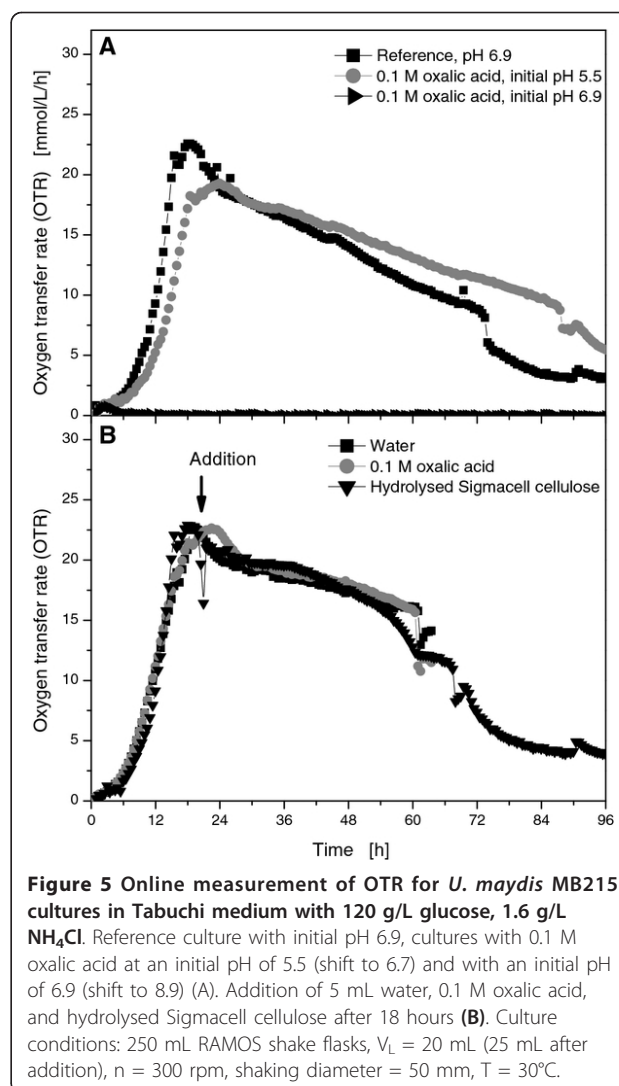 A
Reference, pH 6.9
0.1 M oxalic acid, initial pH 5.5
0.1 M oxalic acid, initial pH 6.9
Oxygen transfer rate (OTR) [mmol/L/h]
30
25
20
15
10
5
0
B
Addition
Water
0.1 M oxalic acid
Hydrolysed Sigmacell cellulose
Oxygen transfer rate (OTR)
30
25
20
15
10
5
0
0 12 24 36 48 60 72 84 96
Time [h]
Figure 5 Online measurement of OTR for U. maydis MB215
cultures in Tabuchi medium with 120 g/L glucose, 1.6 g/L
NH₄Cl. Reference culture with initial pH 6.9, cultures with 0.1 M
oxalic acid at an initial pH of 5.5 (shift to 6.7) and with an initial pH
of 6.9 (shift to 8.9) (A). Addition of 5 mL water, 0.1 M oxalic acid,
and hydrolysed Sigmacell cellulose after 18 hours (B). Culture
conditions: 250 mL RAMOS shake flasks, V_L = 20 mL (25 mL after
addition), n = 300 rpm, shaking diameter = 50 mm, T = 30°C.